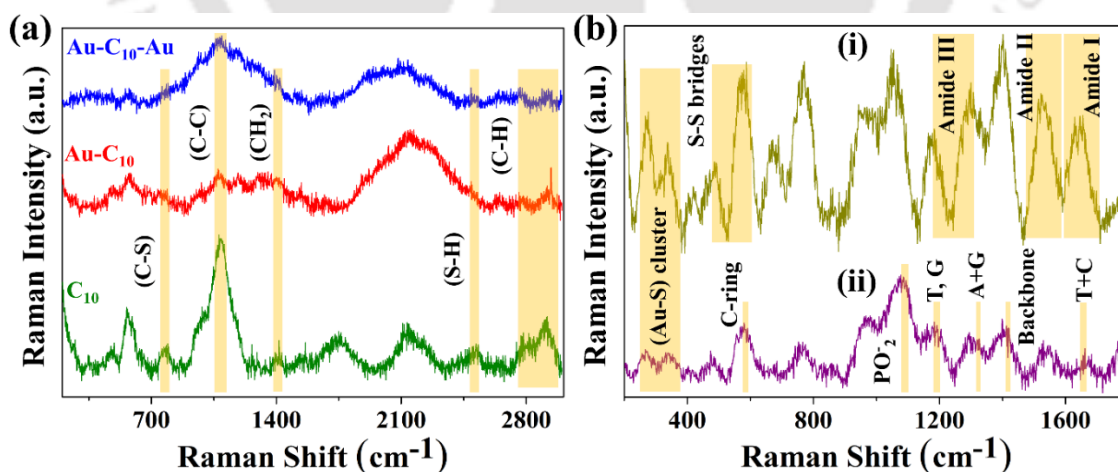 (a)
Au-C₁₀-Au
Au-C₁₀
C₁₀
(C-S)
(C-C)
(CH₂)
(S-H)
(C-H)
Raman Intensity (a.u.)
700 1400 2100 2800
Raman Shift (cm⁻¹)
(b)
(i)
(Au-S) cluster
S-S bridges
Amide III
Amide II
Amide I
(ii)
C-ring
PO⁻₂
T, G
A+G
Backbone
T+C
Raman Intensity (a.u.)
400 800 1200 1600
Raman Shift (cm⁻¹)